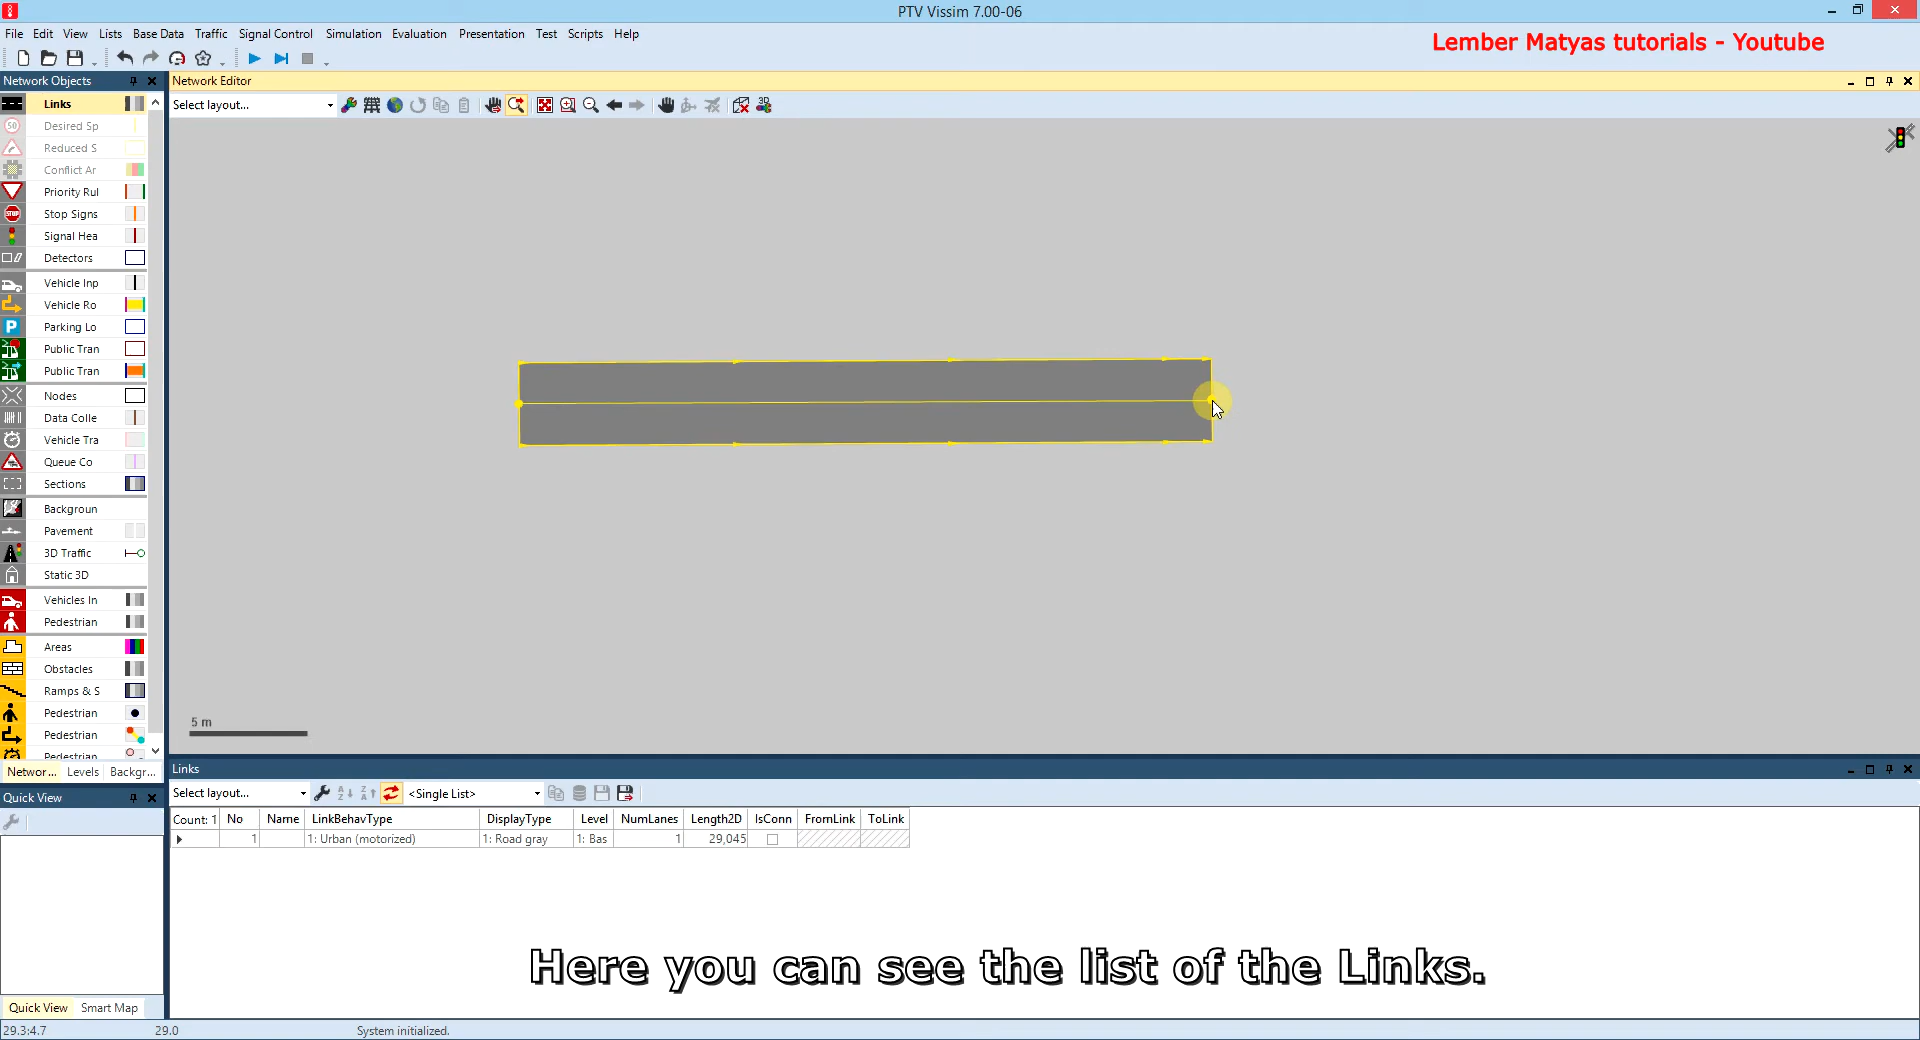 PTV Vissim 7.00-06
File Edit View Lists Base Data Traffic Signal Control Simulation Evaluation Presentation Test Scripts Help
Lember Matyas tutorials - Youtube
Network Objects
Network Editor
Select layout...
Links
50 Desired Sp
Reduced S
Conflict Ar
Priority Rul
STOP Stop Signs
Signal Hea
Detectors
Vehicle Inp
Vehicle Ro
P Parking Lo
Public Tran
Public Tran
Nodes
Data Colle
Vehicle Tra
Queue Co
Sections
Backgroun
Pavement
3D Traffic
Static 3D
Vehicles In
Pedestrian
Areas
Obstacles
Ramps & S
Pedestrian
Pedestrian
Pedestrian
5 m
Networ... Levels Backgr...
Links
Select layout... <Single List>
Quick View
Count: 1 No Name LinkBehavType DisplayType Level NumLanes Length2D IsConn FromLink ToLink
1 1: Urban (motorized) 1: Road gray 1: Bas 1 29,045
Here you can see the list of the Links.
Quick View Smart Map
29.3:4.7 29.0 System initialized.